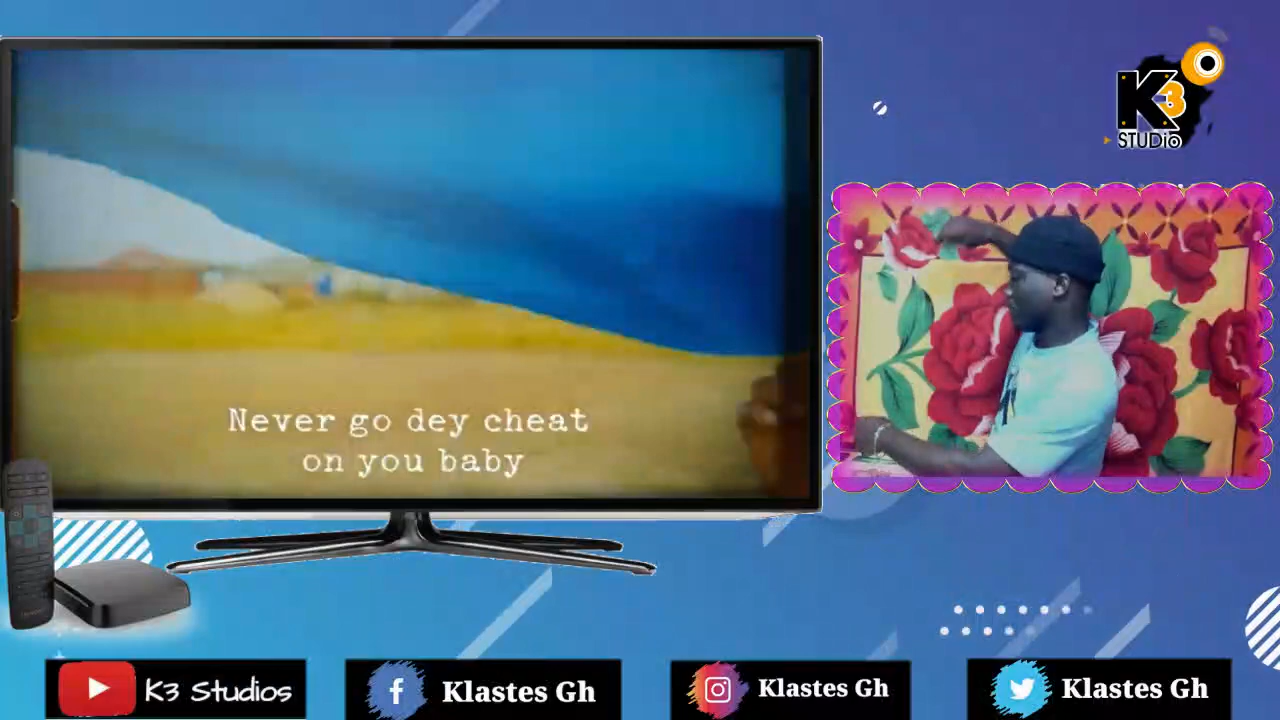 K3
STUDiO
Never go dey cheat
on you baby
K3 Studios
Klastes Gh
Klastes Gh
Klastes Gh